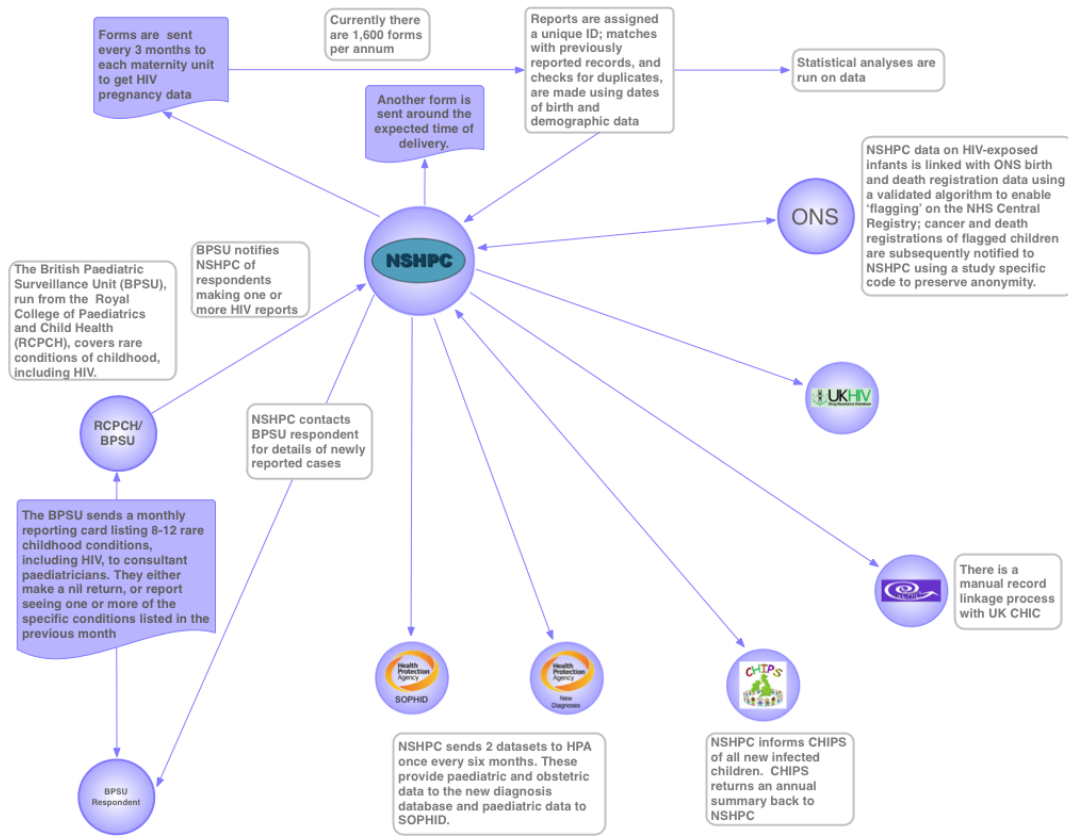 Forms are  sent
every 3 months to
each maternity unit
to get HIV
pregnancy data
Currently there
are 1,600 forms
per annum
Reports are assigned
a unique ID; matches
with previously
reported records, and
checks for duplicates,
are made using dates
of birth and
demographic data
Statistical analyses are
run on data
Another form is
sent around the
expected time of
delivery.
NSHPC data on HIV-exposed
infants is linked with ONS birth
and death registration data using
a validated algorithm to enable
‘flagging’ on the NHS Central
Registry; cancer and death
registrations of flagged children
are subsequently notified to
NSHPC using a study specific
code to preserve anonymity.
ONS
NSHPC
BPSU notifies
NSHPC of
respondents
making one or
more HIV reports
The British Paediatric
Surveillance Unit (BPSU),
run from the  Royal
College of Paediatrics
and Child Health
(RCPCH), covers rare
conditions of childhood,
including HIV.
UKHIV
Drug Resistance Database
RCPCH/
BPSU
NSHPC contacts
BPSU respondent
for details of newly
reported cases
The BPSU sends a monthly
reporting card listing 8-12 rare
childhood conditions,
including HIV, to consultant
paediatricians. They either
make a nil return, or report
seeing one or more of the
specific conditions listed in the
previous month
There is a
manual record
linkage process
with UK CHIC
Health
Protection
Agency
SOPHID
Health
Protection
Agency
New
Diagnoses
CHIPS
NSHPC sends 2 datasets to HPA
once every six months. These
provide paediatric and obstetric
data to the new diagnosis
database and paediatric data to
SOPHID.
NSHPC informs CHIPS
of all new infected
children.  CHIPS
returns an annual
summary back to
NSHPC
BPSU
Respondent